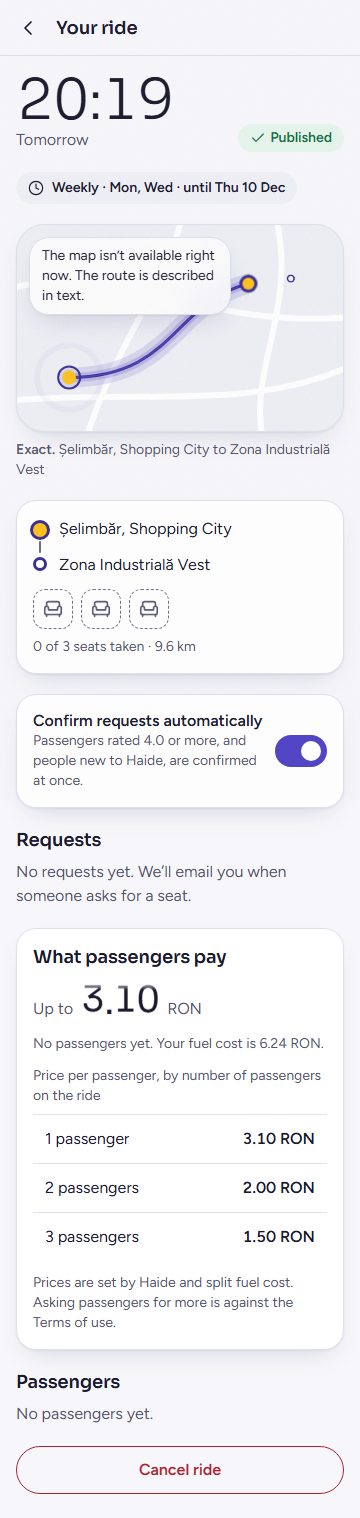 Your ride
20:19
Tomorrow
Published
Weekly · Mon, Wed · until Thu 10 Dec
The map isn't available right
now. The route is described
in text.
Exact. Șelimbăr, Shopping City to Zona Industrială
Vest
Șelimbăr, Shopping City
Zona Industrială Vest
0 of 3 seats taken · 9.6 km
Confirm requests automatically
Passengers rated 4.0 or more, and
people new to Haide, are confirmed
at once.
Requests
No requests yet. We'll email you when
someone asks for a seat.
What passengers pay
Up to 3.10 RON
No passengers yet. Your fuel cost is 6.24 RON.
Price per passenger, by number of passengers
on the ride
1 passenger 3.10 RON
2 passengers 2.00 RON
3 passengers 1.50 RON
Prices are set by Haide and split fuel cost.
Asking passengers for more is against the
Terms of use.
Passengers
No passengers yet.
Cancel ride